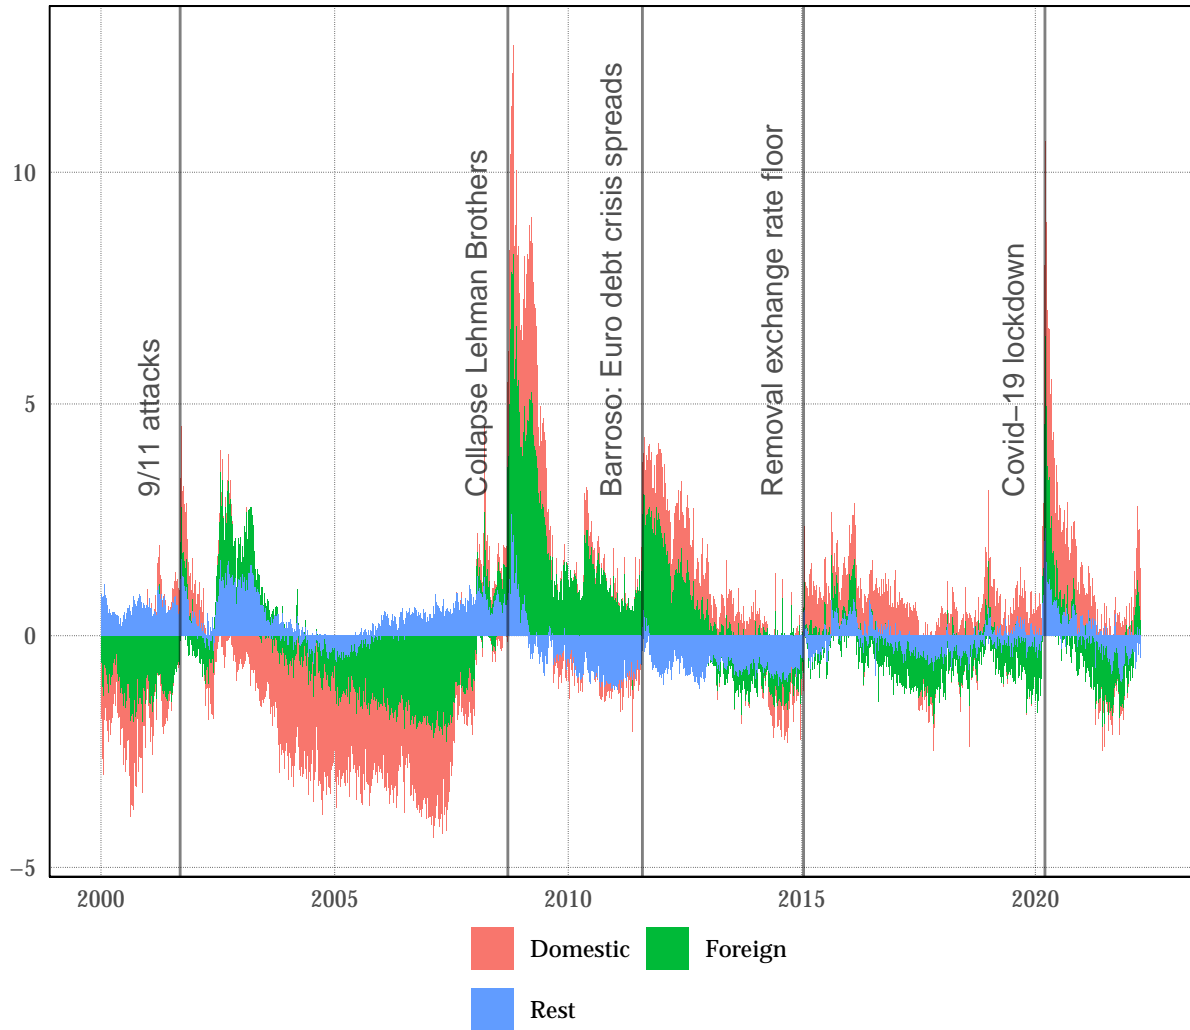 10
5
0
−5
9/11 attacks
Collapse Lehman Brothers
Barroso: Euro debt crisis spreads
Removal exchange rate floor
Covid−19 lockdown
2000 2005 2010 2015 2020
Domestic Foreign
Rest